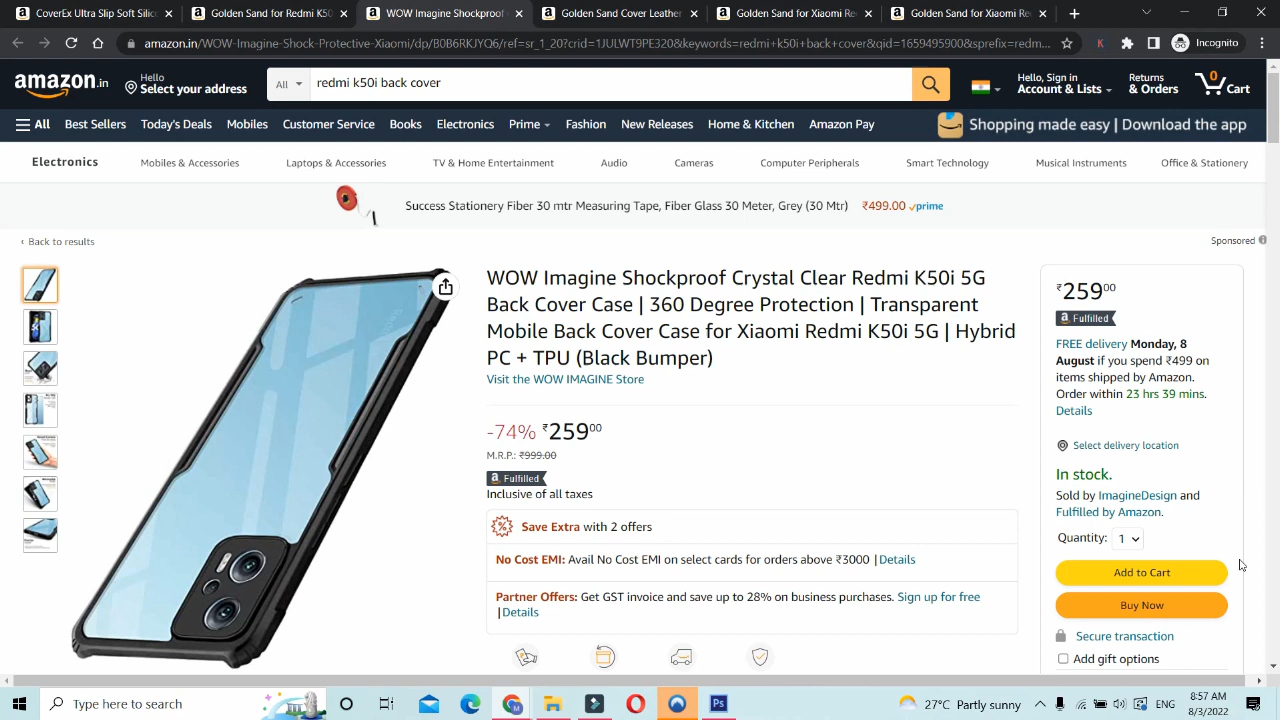 CoverEx Ultra Slip Soft Silico
Golden Sand for Redmi K50
WOW Imagine Shockproof
Golden Sand Cover Leather
Golden Sand for Xiaomi Re
Golden Sand for Xiaomi Re
amazon.in/WOW-Imagine-Shock-Protective-Xiaomi/dp/B0B6RKJYQ6/ref=sr_1_20?crid=1JULWT9PE320&keywords=redmi+k50i+back+cover&qid=1659495900&sprefix=redm...
Incognito
amazon.in
Hello
Select your address
All
redmi k50i back cover
Hello, Sign in
Account & Lists
Returns
& Orders
0
Cart
All
Best Sellers
Today's Deals
Mobiles
Customer Service
Books
Electronics
Prime
Fashion
New Releases
Home & Kitchen
Amazon Pay
Shopping made easy | Download the app
Electronics
Mobiles & Accessories
Laptops & Accessories
TV & Home Entertainment
Audio
Cameras
Computer Peripherals
Smart Technology
Musical Instruments
Office & Stationery
Success Stationery Fiber 30 mtr Measuring Tape, Fiber Glass 30 Meter, Grey (30 Mtr) ₹499.00 prime
‹ Back to results
Sponsored
WOW Imagine Shockproof Crystal Clear Redmi K50i 5G
Back Cover Case | 360 Degree Protection | Transparent
Mobile Back Cover Case for Xiaomi Redmi K50i 5G | Hybrid
PC + TPU (Black Bumper)
Visit the WOW IMAGINE Store
-74% ₹259.00
M.R.P.: ₹999.00
Fulfilled
Inclusive of all taxes
Save Extra with 2 offers
No Cost EMI: Avail No Cost EMI on select cards for orders above ₹3000 |Details
Partner Offers: Get GST invoice and save up to 28% on business purchases. Sign up for free
|Details
₹259.00
Fulfilled
FREE delivery Monday, 8
August if you spend ₹499 on
items shipped by Amazon.
Order within 23 hrs 39 mins.
Details
Select delivery location
In stock.
Sold by ImagineDesign and
Fulfilled by Amazon.
Quantity: 1
Add to Cart
Buy Now
Secure transaction
Add gift options
Type here to search
27°C Partly sunny
ENG
8:57 AM
8/3/2022